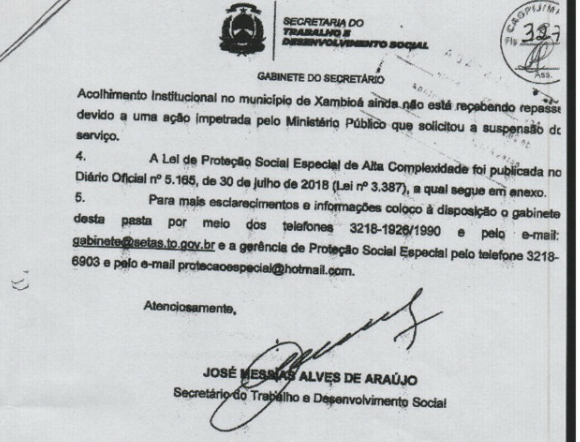 SECRETARIA DO
TRABALHO E
DESENVOLVIMENTO SOCIAL
327
Fls
Ass.
GABINETE DO SECRETÁRIO
Acolhimento Institucional no município de Xambioá ainda não está recebendo repasse
devido a uma ação impetrada pelo Ministério Público que solicitou a suspensão do
serviço.
4. A Lei de Proteção Social Especial de Alta Complexidade foi publicada no
Diário Oficial nº 5.165, de 30 de julho de 2018 (Lei nº 3.387), a qual segue em anexo.
5. Para mais esclarecimentos e informações coloco à disposição o gabinete
desta pasta por meio dos telefones 3218-1926/1990 e pelo e-mail:
gabinete@setas.to.gov.br e a gerência de Proteção Social Especial pelo telefone 3218-
6903 e pelo e-mail protecaoespecial@hotmail.com.
Atenciosamente,
JOSÉ MESSIAS ALVES DE ARAÚJO
Secretário do Trabalho e Desenvolvimento Social